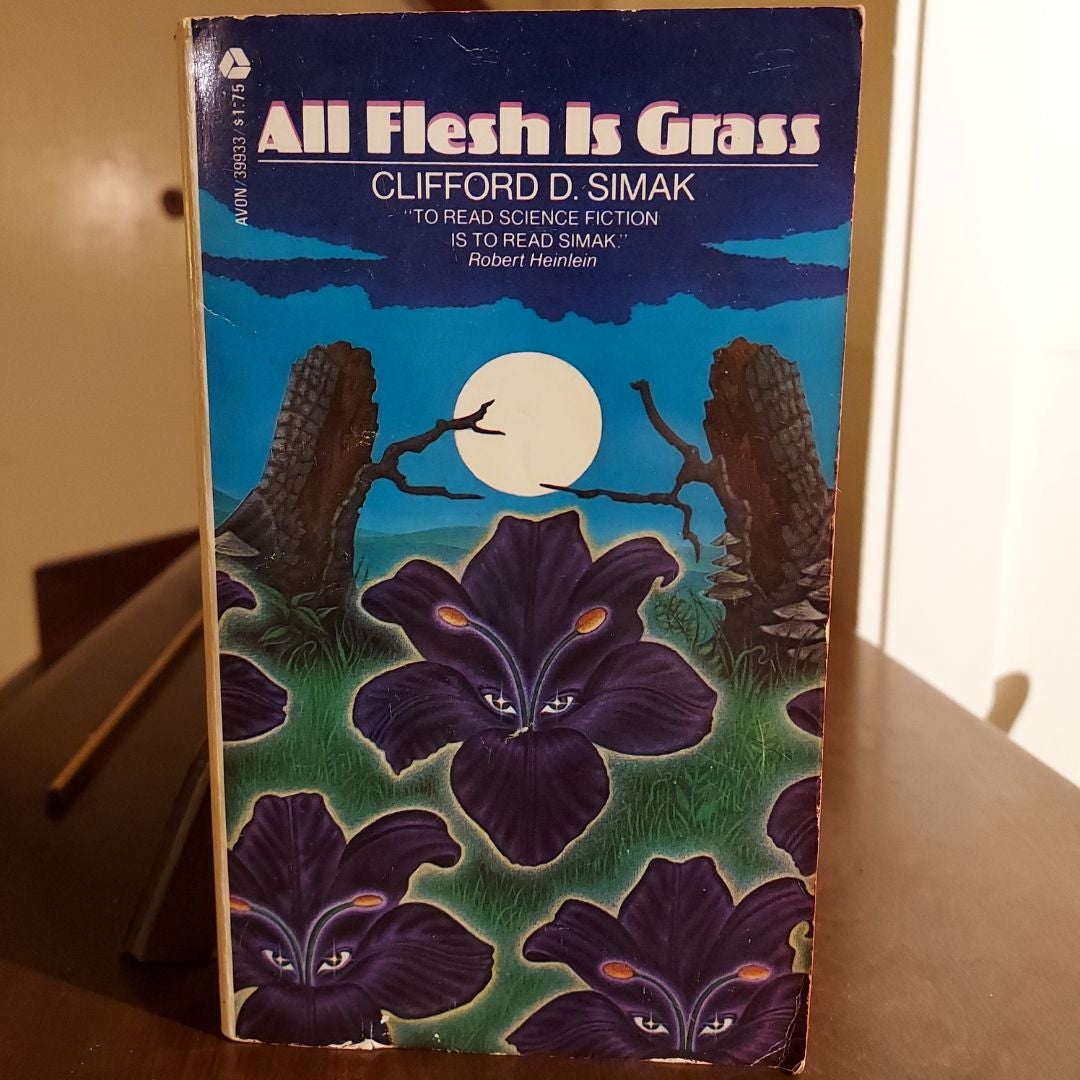 AVON/39933/$1.75
All Flesh Is Grass
CLIFFORD D. SIMAK
"TO READ SCIENCE FICTION
IS TO READ SIMAK."
Robert Heinlein